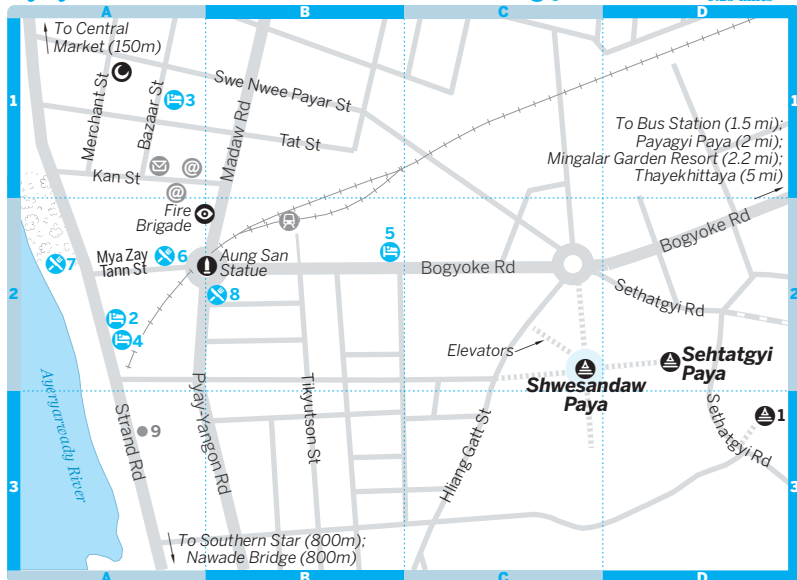 A
B
C
D
To Central
Market (150m)
Merchant St
Bazaar St
3
Swe Nwee Payar St
Madaw Rd
Tat St
1
1
To Bus Station (1.5 mi);
Payagyi Paya (2 mi);
Mingalar Garden Resort (2.2 mi);
Thayekhittaya (5 mi)
Kan St
@
@
Fire
Brigade
5
Bogyoke Rd
7
Mya Zay
Tann St
6
Aung San
Statue
Bogyoke Rd
2
2
8
Sethatgyi Rd
2
4
Elevators
Sehtatgyi
Paya
Shwesandaw
Paya
Ayeryarwady River
Strand Rd
9
Pyay-Yangon Rd
Tikyutson St
Hliang Gatt St
Sethatgyi Rd
1
3
3
To Southern Star (800m);
Nawade Bridge (800m)
A
B
C
D